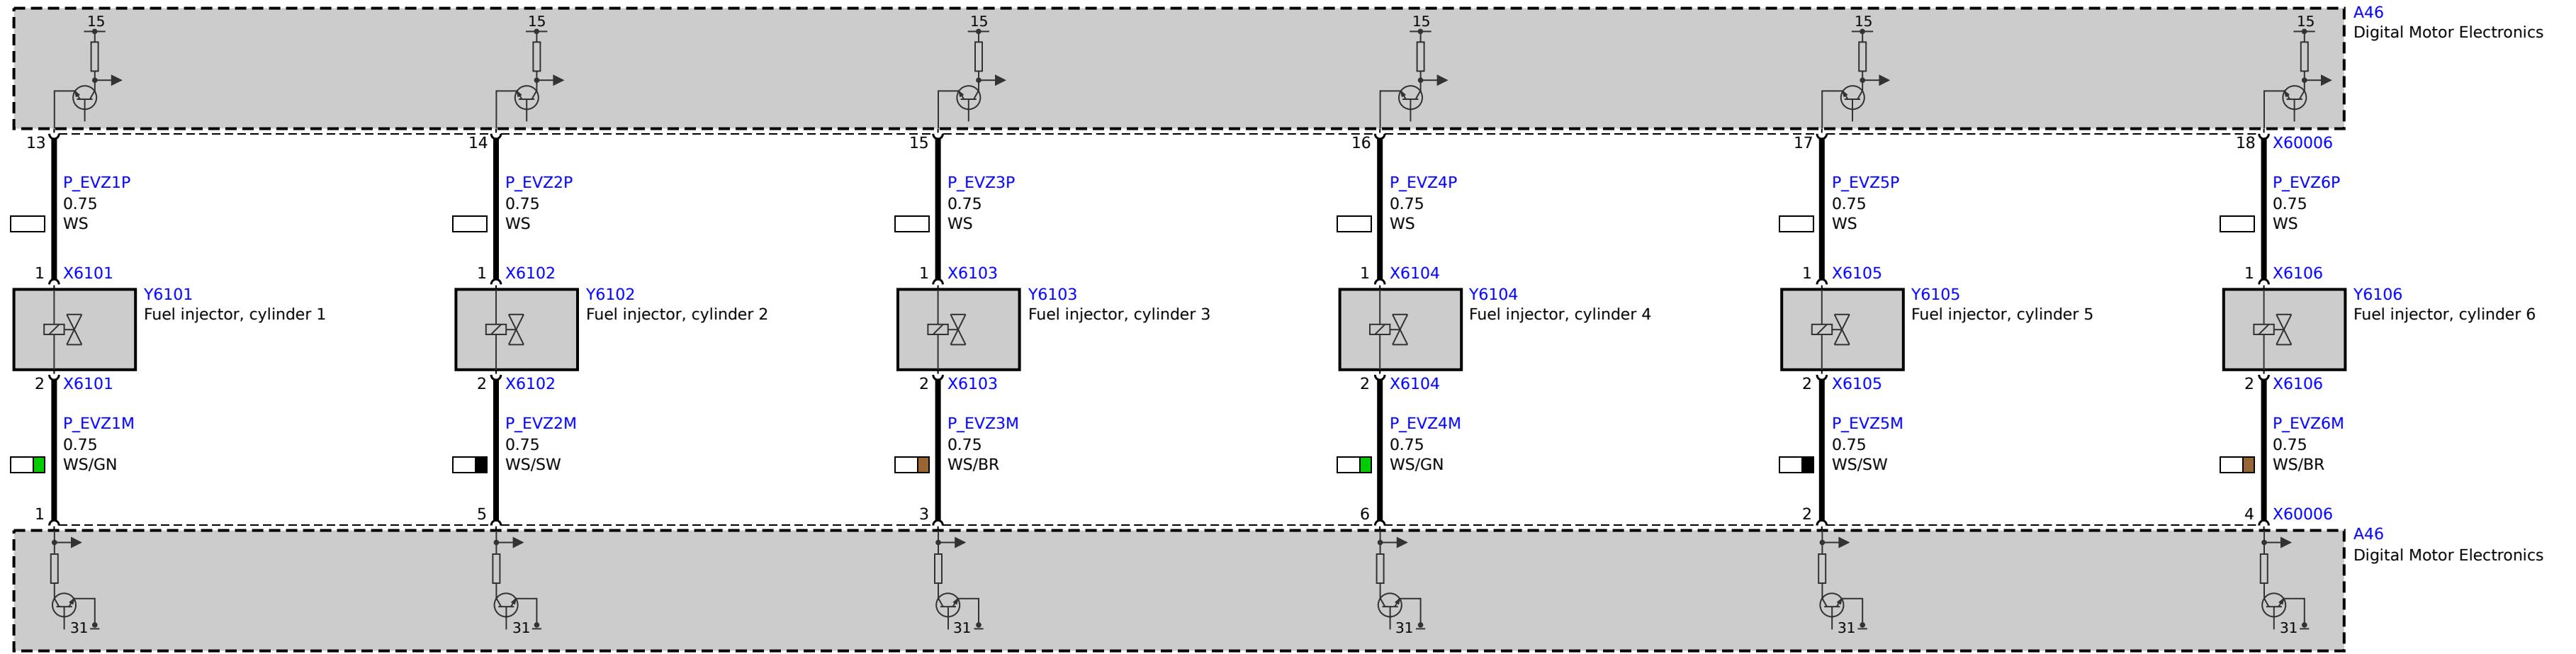 15 15 15 15 15 15
A46
Digital Motor Electronics
13 14 15 16 17 18 X60006
P_EVZ1P P_EVZ2P P_EVZ3P P_EVZ4P P_EVZ5P P_EVZ6P
0.75 0.75 0.75 0.75 0.75 0.75
WS WS WS WS WS WS
1 X6101 1 X6102 1 X6103 1 X6104 1 X6105 1 X6106
Y6101 Y6102 Y6103 Y6104 Y6105 Y6106
Fuel injector, cylinder 1 Fuel injector, cylinder 2 Fuel injector, cylinder 3 Fuel injector, cylinder 4 Fuel injector, cylinder 5 Fuel injector, cylinder 6
2 X6101 2 X6102 2 X6103 2 X6104 2 X6105 2 X6106
P_EVZ1M P_EVZ2M P_EVZ3M P_EVZ4M P_EVZ5M P_EVZ6M
0.75 0.75 0.75 0.75 0.75 0.75
WS/GN WS/SW WS/BR WS/GN WS/SW WS/BR
1 5 3 6 2 4 X60006
A46
Digital Motor Electronics
31 31 31 31 31 31